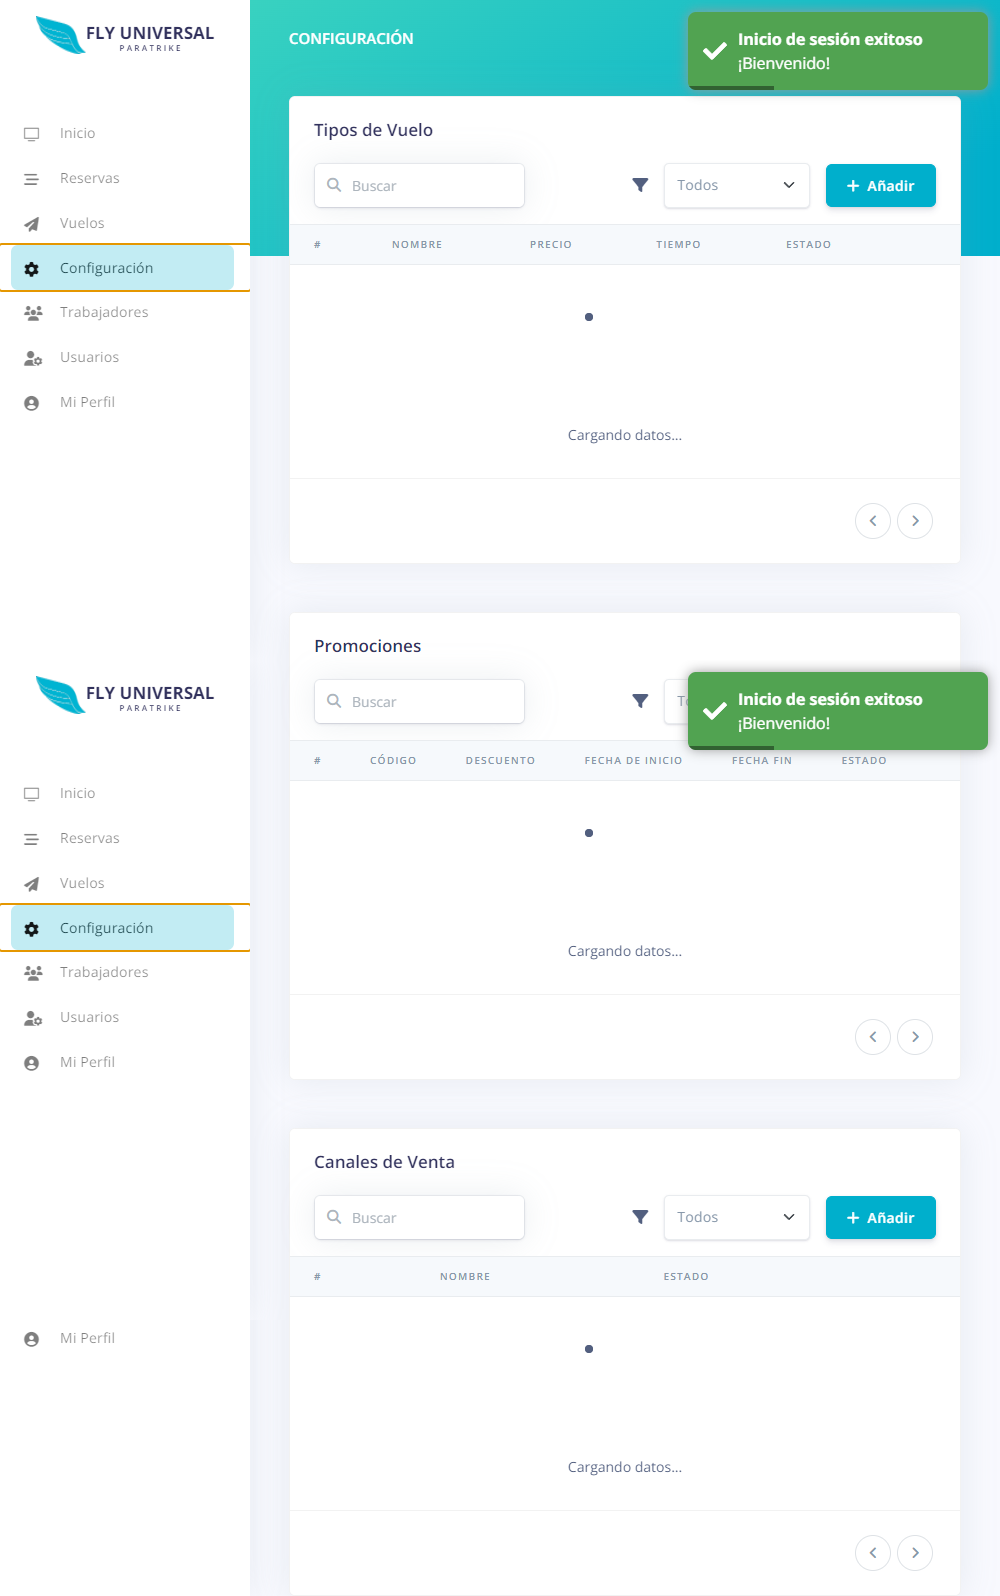 FLY UNIVERSAL
PARATRIKE
Inicio
Reservas
Vuelos
Configuración
Trabajadores
Usuarios
Mi Perfil
CONFIGURACIÓN
Inicio de sesión exitoso
¡Bienvenido!
Tipos de Vuelo
Buscar
Todos
Añadir
# NOMBRE PRECIO TIEMPO ESTADO
Cargando datos...
FLY UNIVERSAL
PARATRIKE
Inicio
Reservas
Vuelos
Configuración
Trabajadores
Usuarios
Mi Perfil
Promociones
Inicio de sesión exitoso
¡Bienvenido!
Buscar
# CÓDIGO DESCUENTO FECHA DE INICIO FECHA FIN ESTADO
Cargando datos...
Mi Perfil
Canales de Venta
Buscar
Todos
Añadir
# NOMBRE ESTADO
Cargando datos...